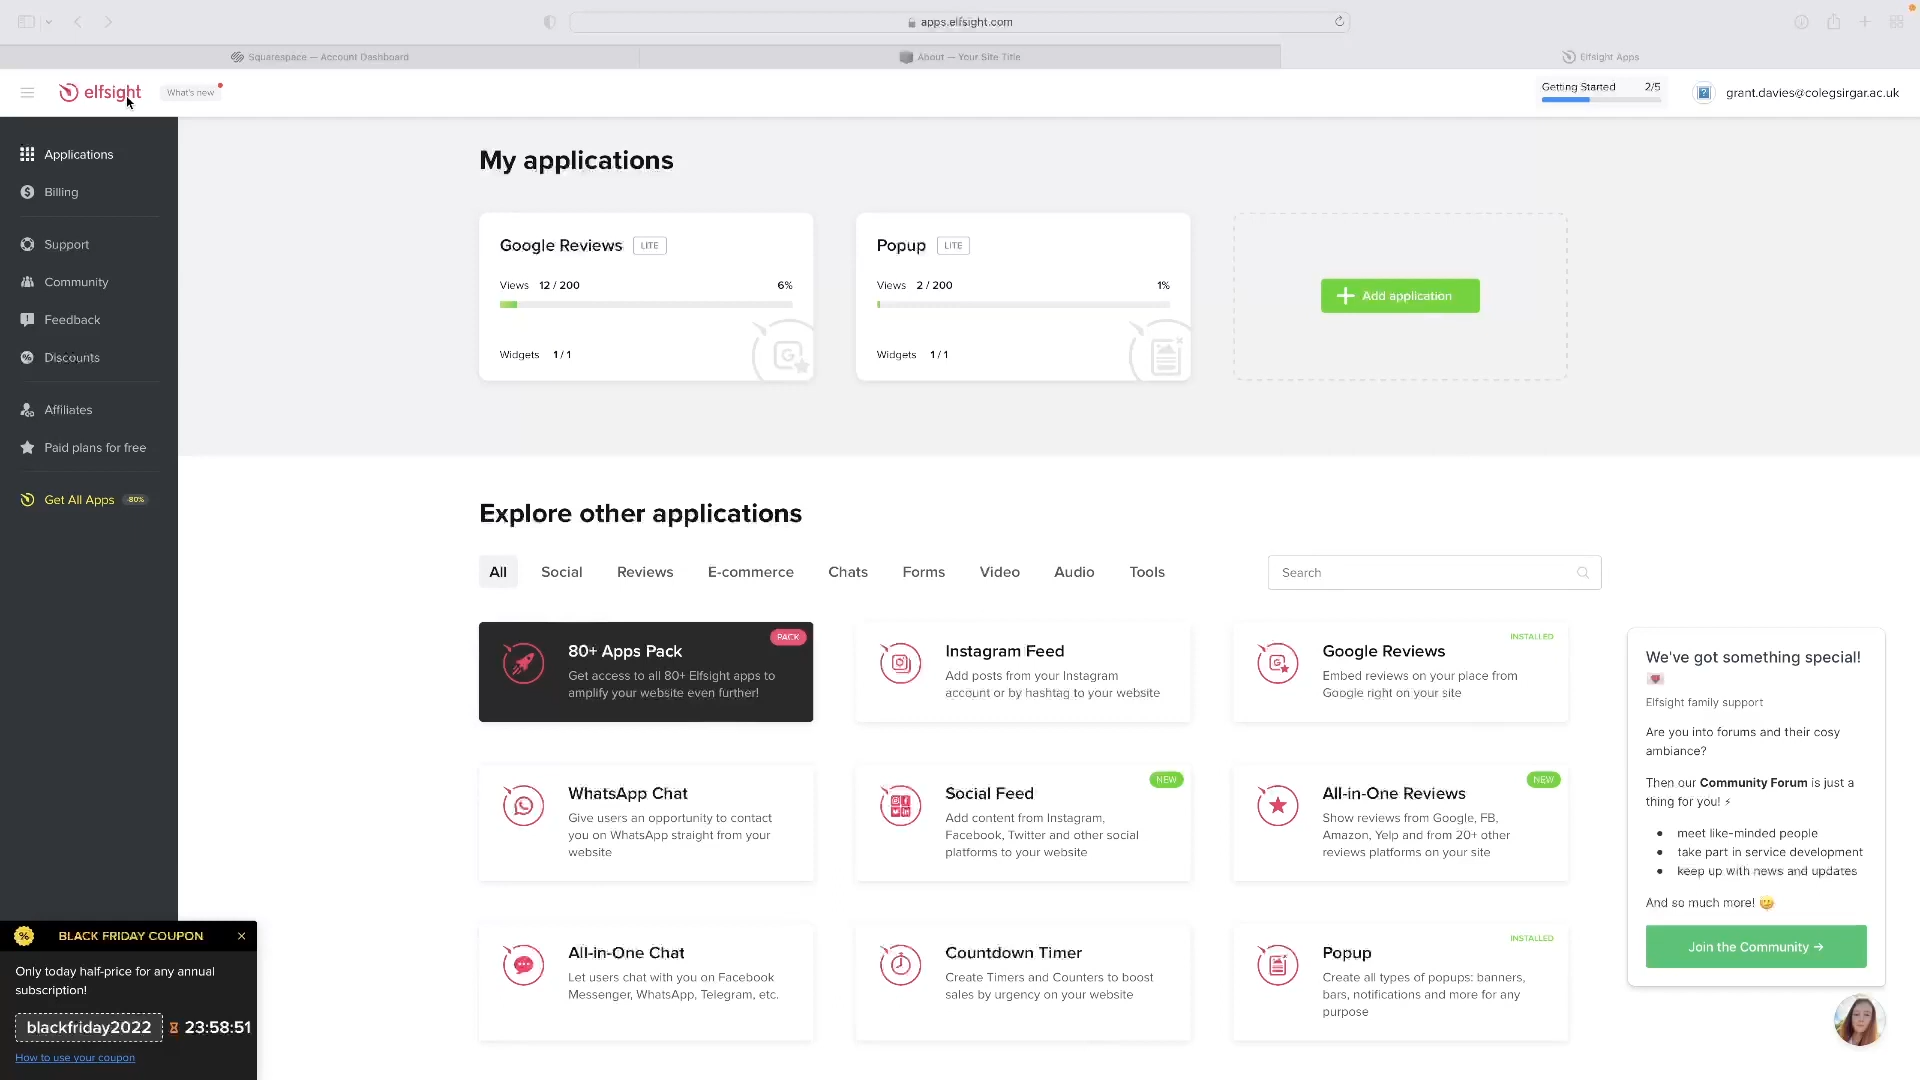 apps.elfsight.com
Squarespace — Account Dashboard
About — Your Site Title
Elfsight Apps
elfsight
What's new
Getting Started 2/5
grant.davies@colegsirgar.ac.uk
Applications
Billing
Support
Community
Feedback
Discounts
Affiliates
Paid plans for free
Get All Apps -80%
My applications
Google Reviews LITE
Views 12 / 200 6%
Widgets 1 / 1
Popup LITE
Views 2 / 200 1%
Widgets 1 / 1
Add application
Explore other applications
All Social Reviews E-commerce Chats Forms Video Audio Tools
Search
PACK
80+ Apps Pack
Get access to all 80+ Elfsight apps to
amplify your website even further!
Instagram Feed
Add posts from your Instagram
account or by hashtag to your website
INSTALLED
Google Reviews
Embed reviews on your place from
Google right on your site
WhatsApp Chat
Give users an opportunity to contact
you on WhatsApp straight from your
website
NEW
Social Feed
Add content from Instagram,
Facebook, Twitter and other social
platforms to your website
NEW
All-in-One Reviews
Show reviews from Google, FB,
Amazon, Yelp and from 20+ other
reviews platforms on your site
All-in-One Chat
Let users chat with you on Facebook
Messenger, WhatsApp, Telegram, etc.
Countdown Timer
Create Timers and Counters to boost
sales by urgency on your website
INSTALLED
Popup
Create all types of popups: banners,
bars, notifications and more for any
purpose
We've got something special!
💌
Elfsight family support
Are you into forums and their cosy
ambiance?
Then our Community Forum is just a
thing for you! ⚡
• meet like-minded people
• take part in service development
• keep up with news and updates
And so much more! 😀
Join the Community →
BLACK FRIDAY COUPON ×
Only today half-price for any annual
subscription!
blackfriday2022 23:58:51
How to use your coupon